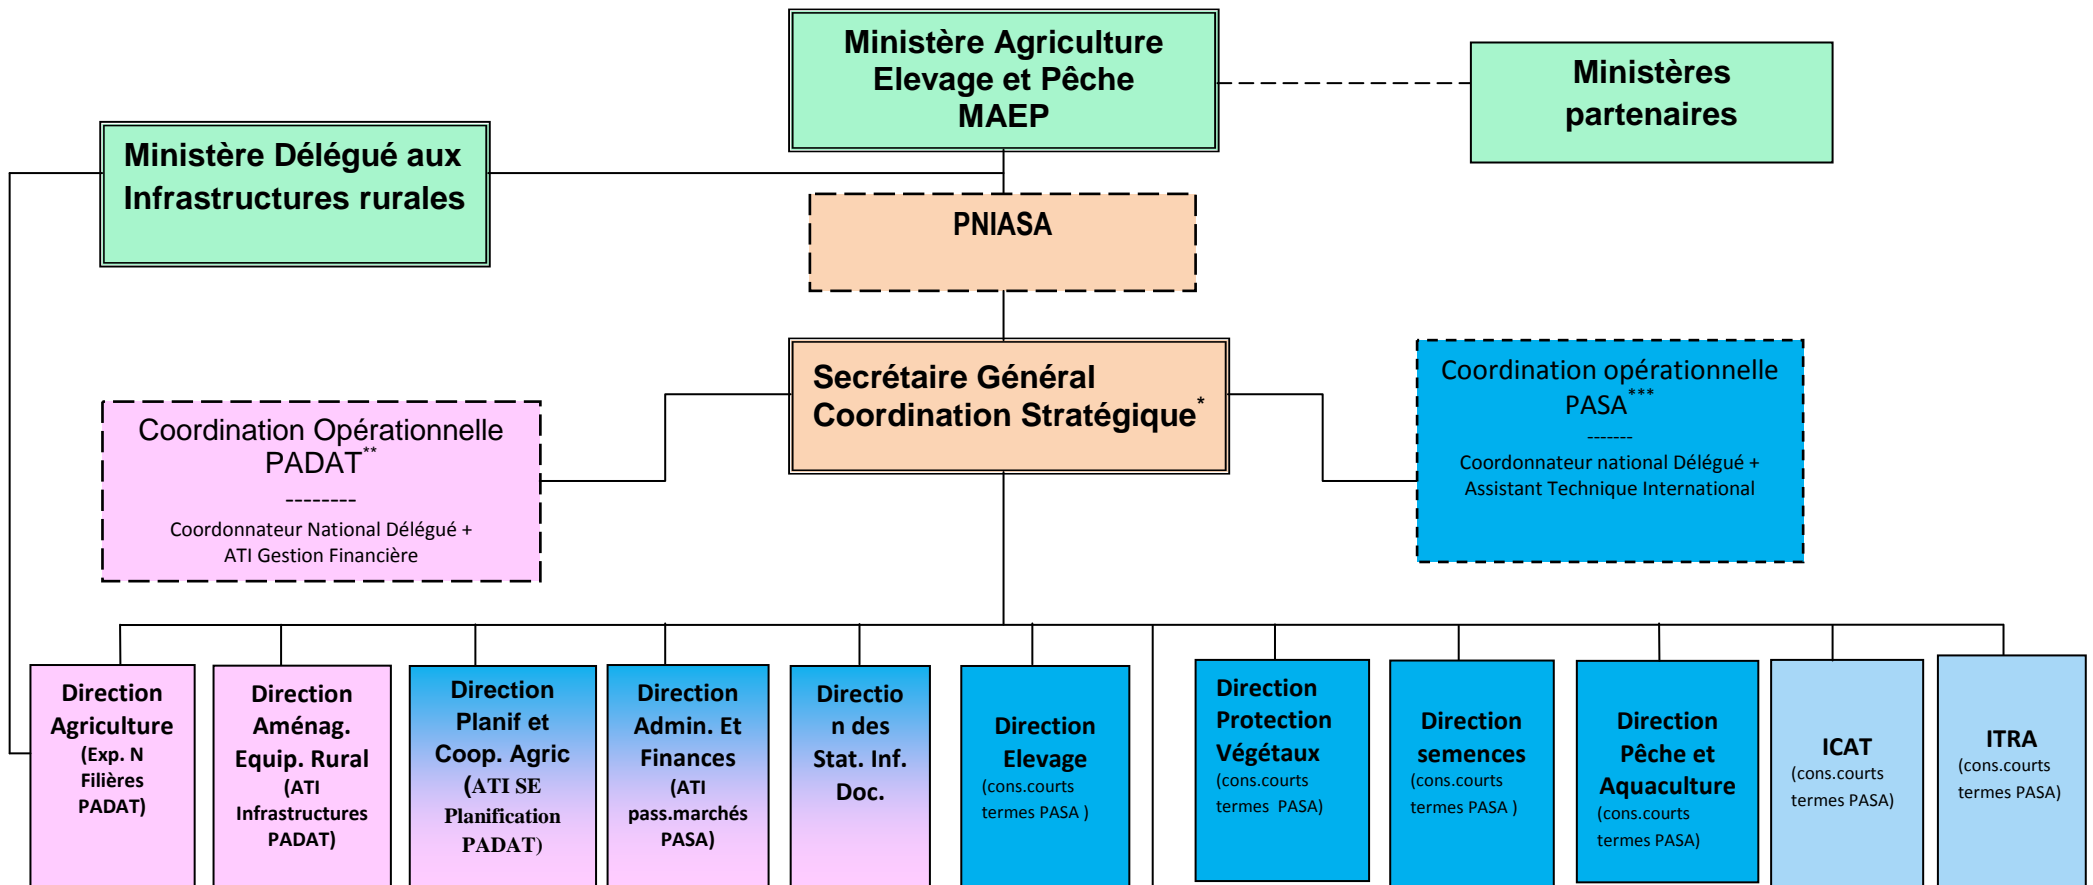 Ministère Agriculture
Elevage et Pêche
MAEP
Ministères
partenaires
Ministère Délégué aux
Infrastructures rurales
PNIASA
Secrétaire Général
Coordination Stratégique*
Coordination Opérationnelle
PADAT**
--------
Coordonnateur National Délégué +
ATI Gestion Financière
Coordination opérationnelle
PASA***
-------
Coordonnateur national Délégué +
Assistant Technique International
Direction
Agriculture
(Exp. N
Filières
PADAT)
Direction
Aménag.
Equip. Rural
(ATI
Infrastructures
PADAT)
Direction
Planif et
Coop. Agric
(ATI SE
Planification
PADAT)
Direction
Admin. Et
Finances
(ATI
pass.marchés
PASA)
Directio
n des
Stat. Inf.
Doc.
Direction
Elevage
(cons.courts
termes PASA )
Direction
Protection
Végétaux
(cons.courts
termes PASA)
Direction
semences
(cons.courts
termes PASA )
Direction
Pêche et
Aquaculture
(cons.courts
termes PASA)
ICAT
(cons.courts
termes PASA)
ITRA
(cons.courts
termes PASA)